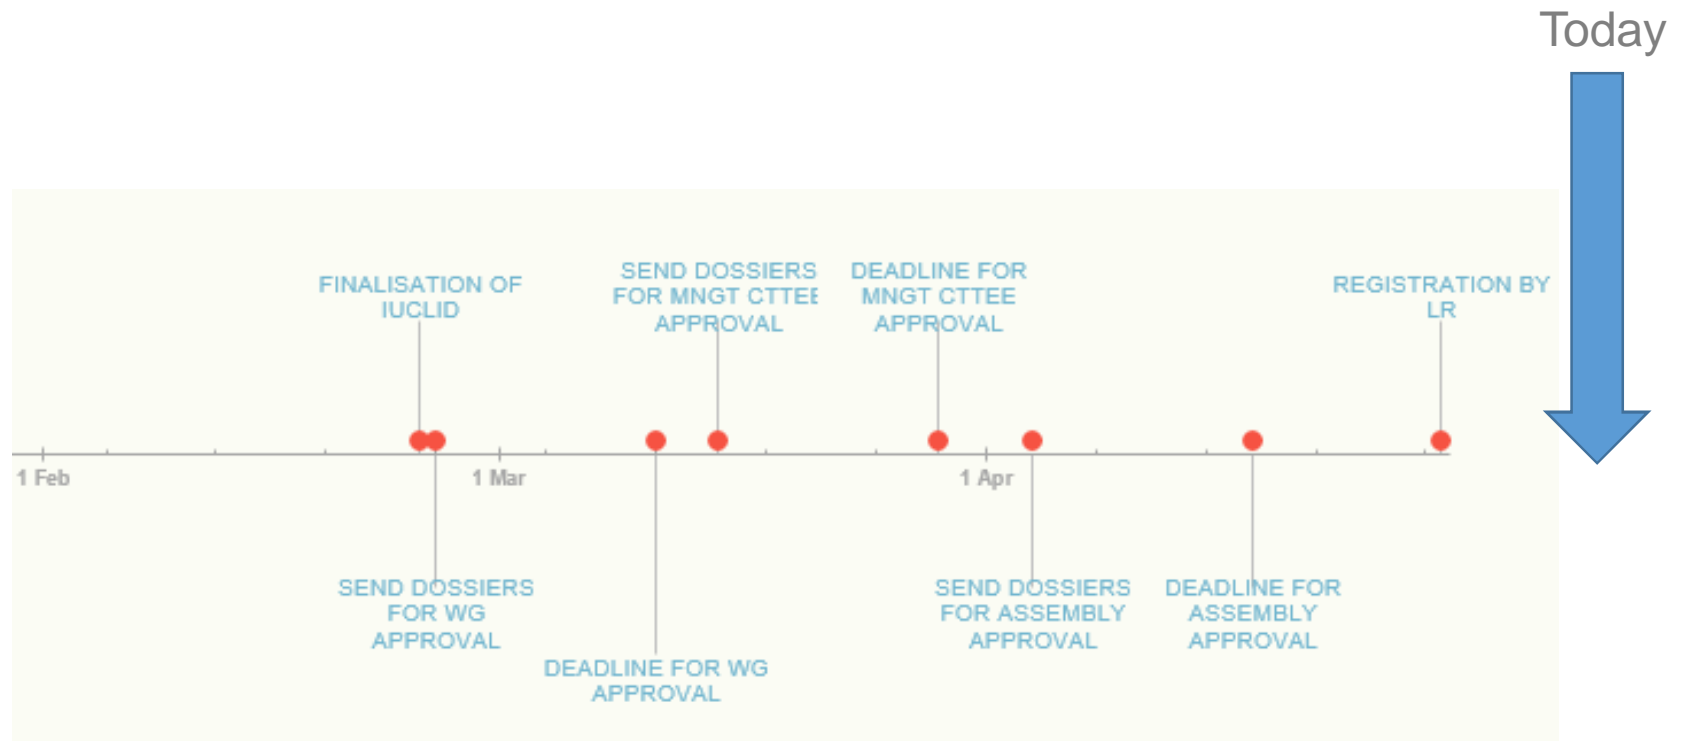 Today
FINALISATION OF
IUCLID
SEND DOSSIERS
FOR MNGT CTTEE
APPROVAL
DEADLINE FOR
MNGT CTTEE
APPROVAL
REGISTRATION BY
LR
1 Feb
1 Mar
1 Apr
SEND DOSSIERS
FOR WG
APPROVAL
DEADLINE FOR WG
APPROVAL
SEND DOSSIERS
FOR ASSEMBLY
APPROVAL
DEADLINE FOR
ASSEMBLY
APPROVAL